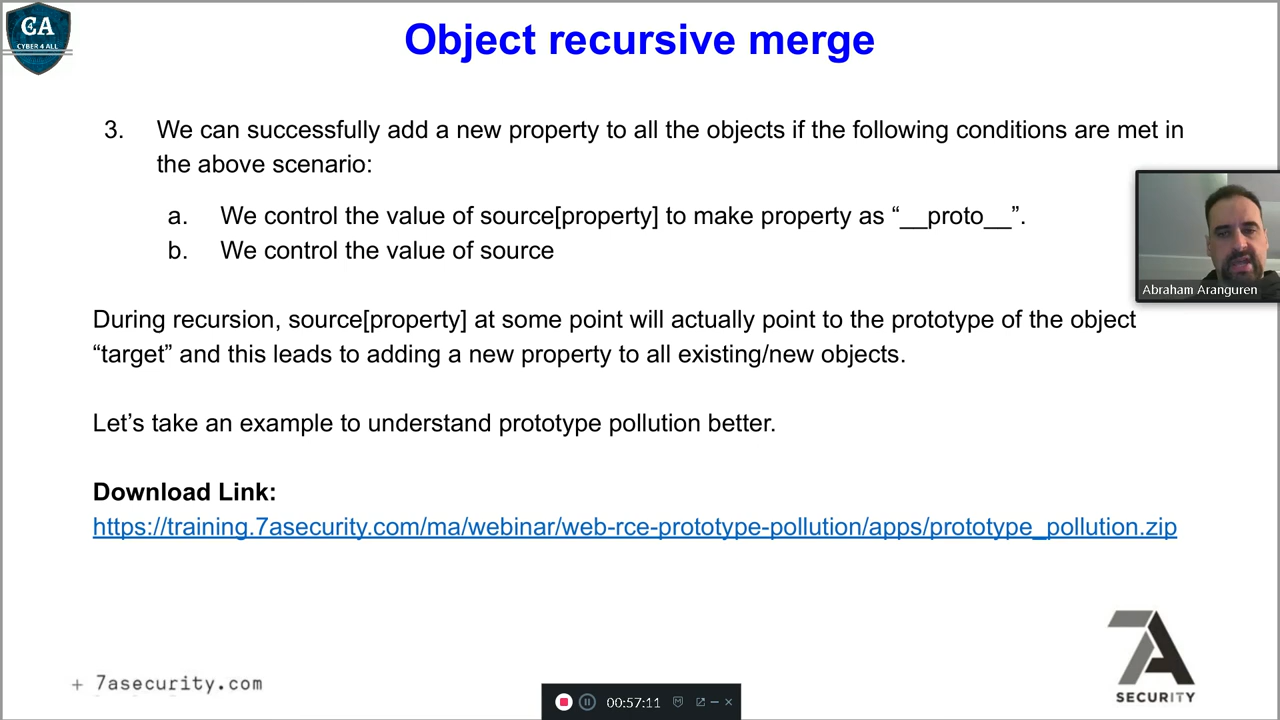 CA
CYBER 4 ALL
Object recursive merge
3. We can successfully add a new property to all the objects if the following conditions are met in
the above scenario:
a. We control the value of source[property] to make property as “__proto__”.
b. We control the value of source
Abraham Aranguren
During recursion, source[property] at some point will actually point to the prototype of the object
“target” and this leads to adding a new property to all existing/new objects.
Let’s take an example to understand prototype pollution better.
Download Link:
https://training.7asecurity.com/ma/webinar/web-rce-prototype-pollution/apps/prototype_pollution.zip
+ 7asecurity.com
00:57:11
7A
SECURITY